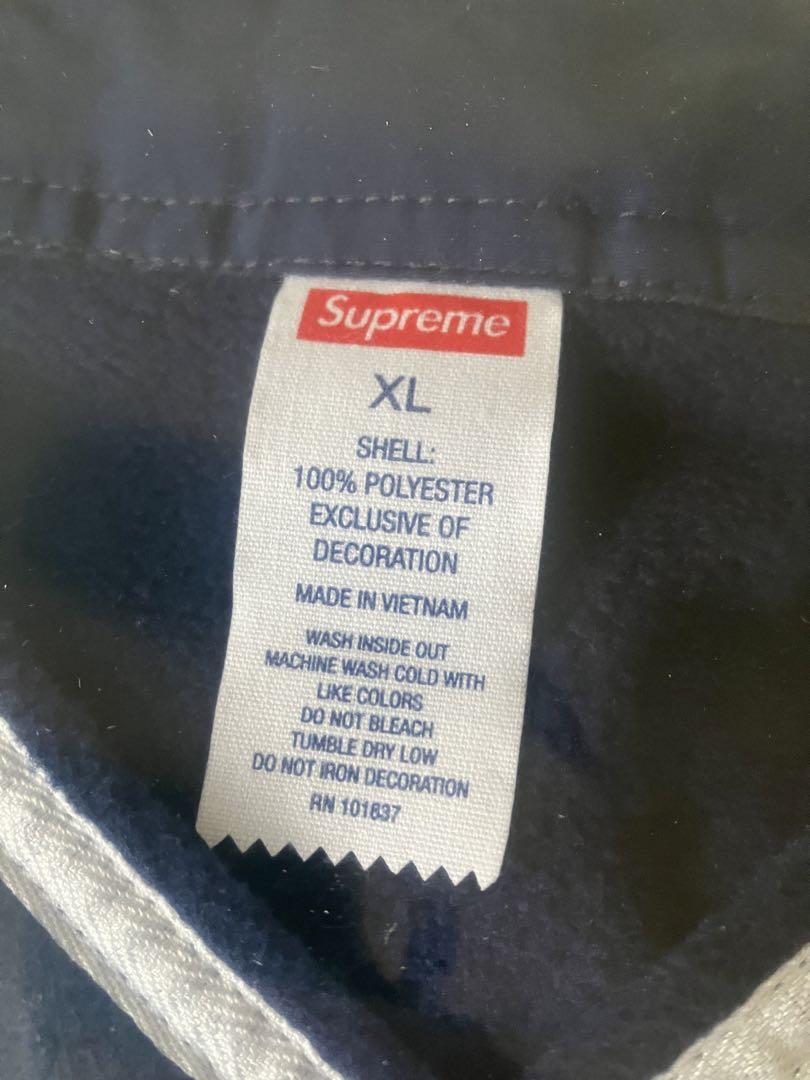 Supreme
XL
SHELL:
100% POLYESTER
EXCLUSIVE OF
DECORATION
MADE IN VIETNAM
WASH INSIDE OUT
MACHINE WASH COLD WITH
LIKE COLORS
DO NOT BLEACH
TUMBLE DRY LOW
DO NOT IRON DECORATION
RN 101837